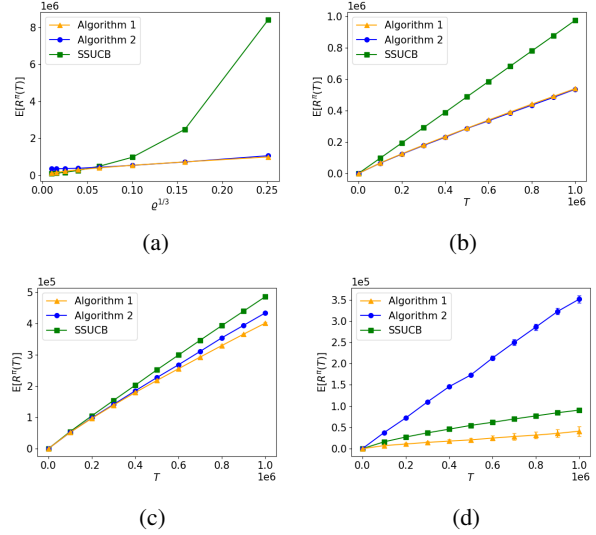 1e6
Algorithm 1
Algorithm 2
SSUCB
E[R^π(T)]
8
6
4
2
0
0.00 0.05 0.10 0.15 0.20 0.25
ϱ^1/3
(a)
1e6
Algorithm 1
Algorithm 2
SSUCB
E[R^π(T)]
1.0
0.8
0.6
0.4
0.2
0.0
0.0 0.2 0.4 0.6 0.8 1.0
1e6
T
(b)
1e5
Algorithm 1
Algorithm 2
SSUCB
E[R^π(T)]
5
4
3
2
1
0
0.0 0.2 0.4 0.6 0.8 1.0
1e6
T
(c)
1e5
Algorithm 1
Algorithm 2
SSUCB
E[R^π(T)]
3.5
3.0
2.5
2.0
1.5
1.0
0.5
0.0
0.0 0.2 0.4 0.6 0.8 1.0
1e6
T
(d)